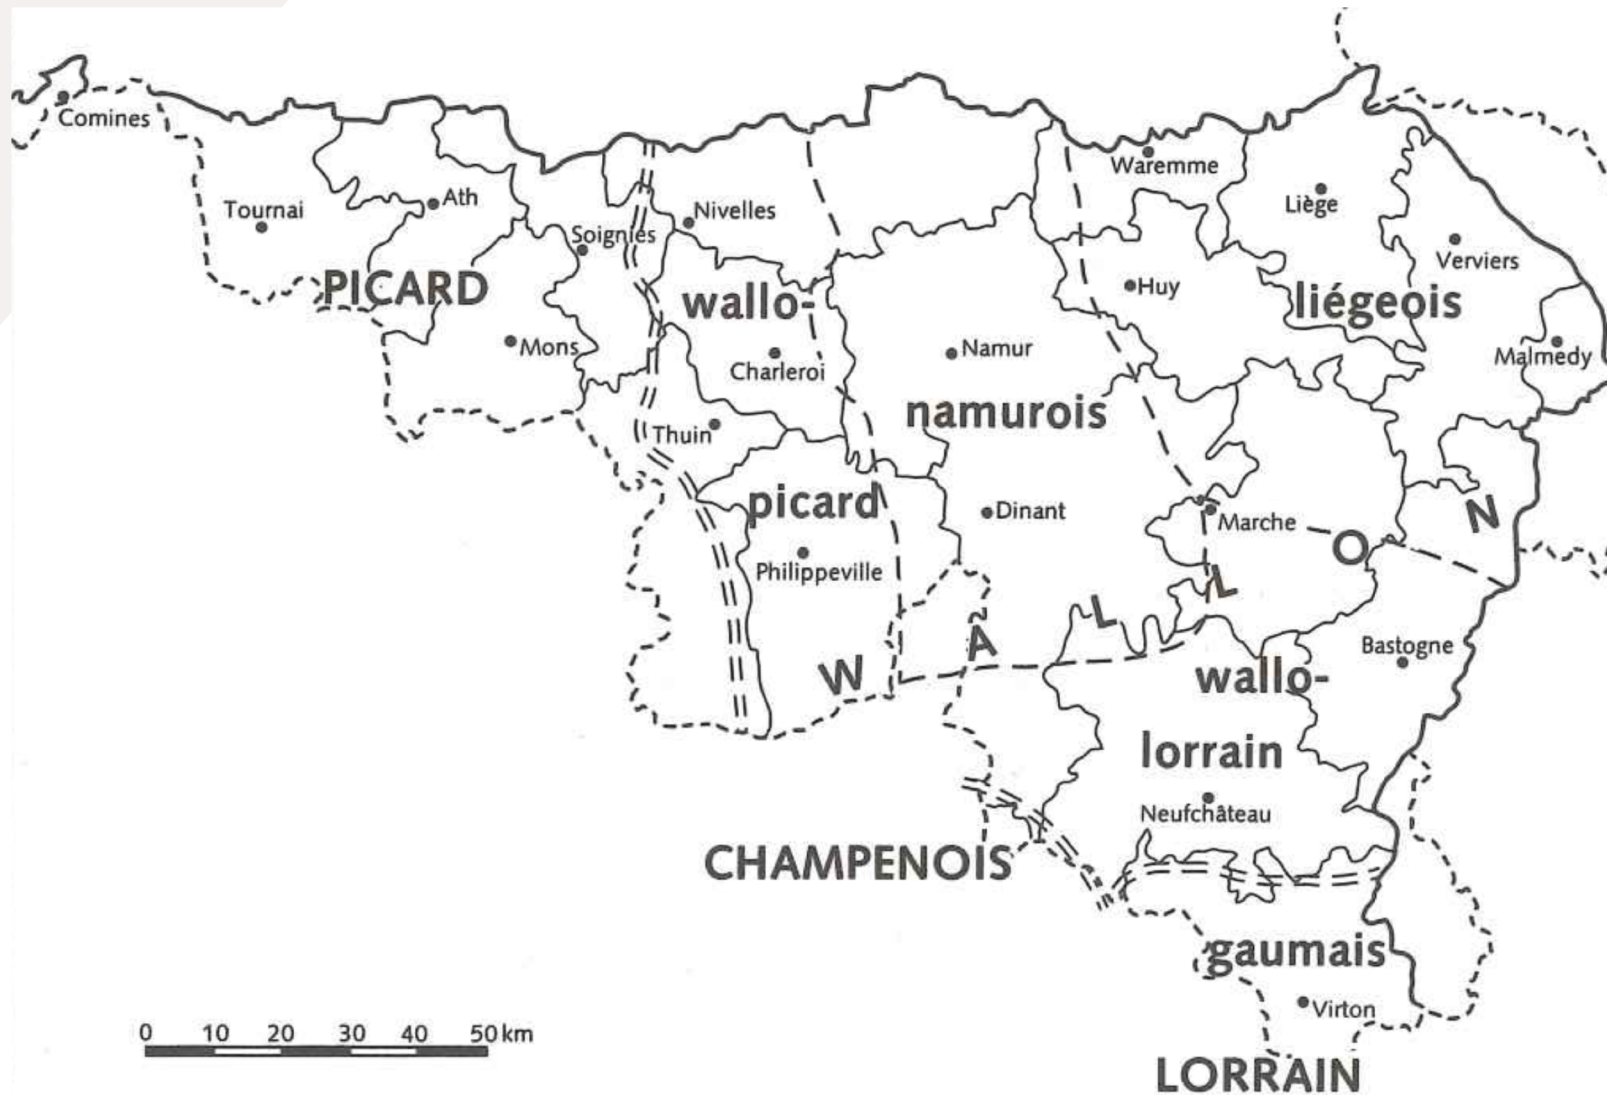 Comines
Waremme
Tournai
Ath
Nivelles
Liège
Soignies
Verviers
PICARD
wallo-
Huy
liégeois
Mons
Charleroi
Namur
Malmedy
namurois
Thuin
picard
Dinant
Marche
Philippeville
W A L L O N
Bastogne
wallo-
lorrain
Neufchâteau
CHAMPENOIS
gaumais
Virton
0 10 20 30 40 50 km
LORRAIN